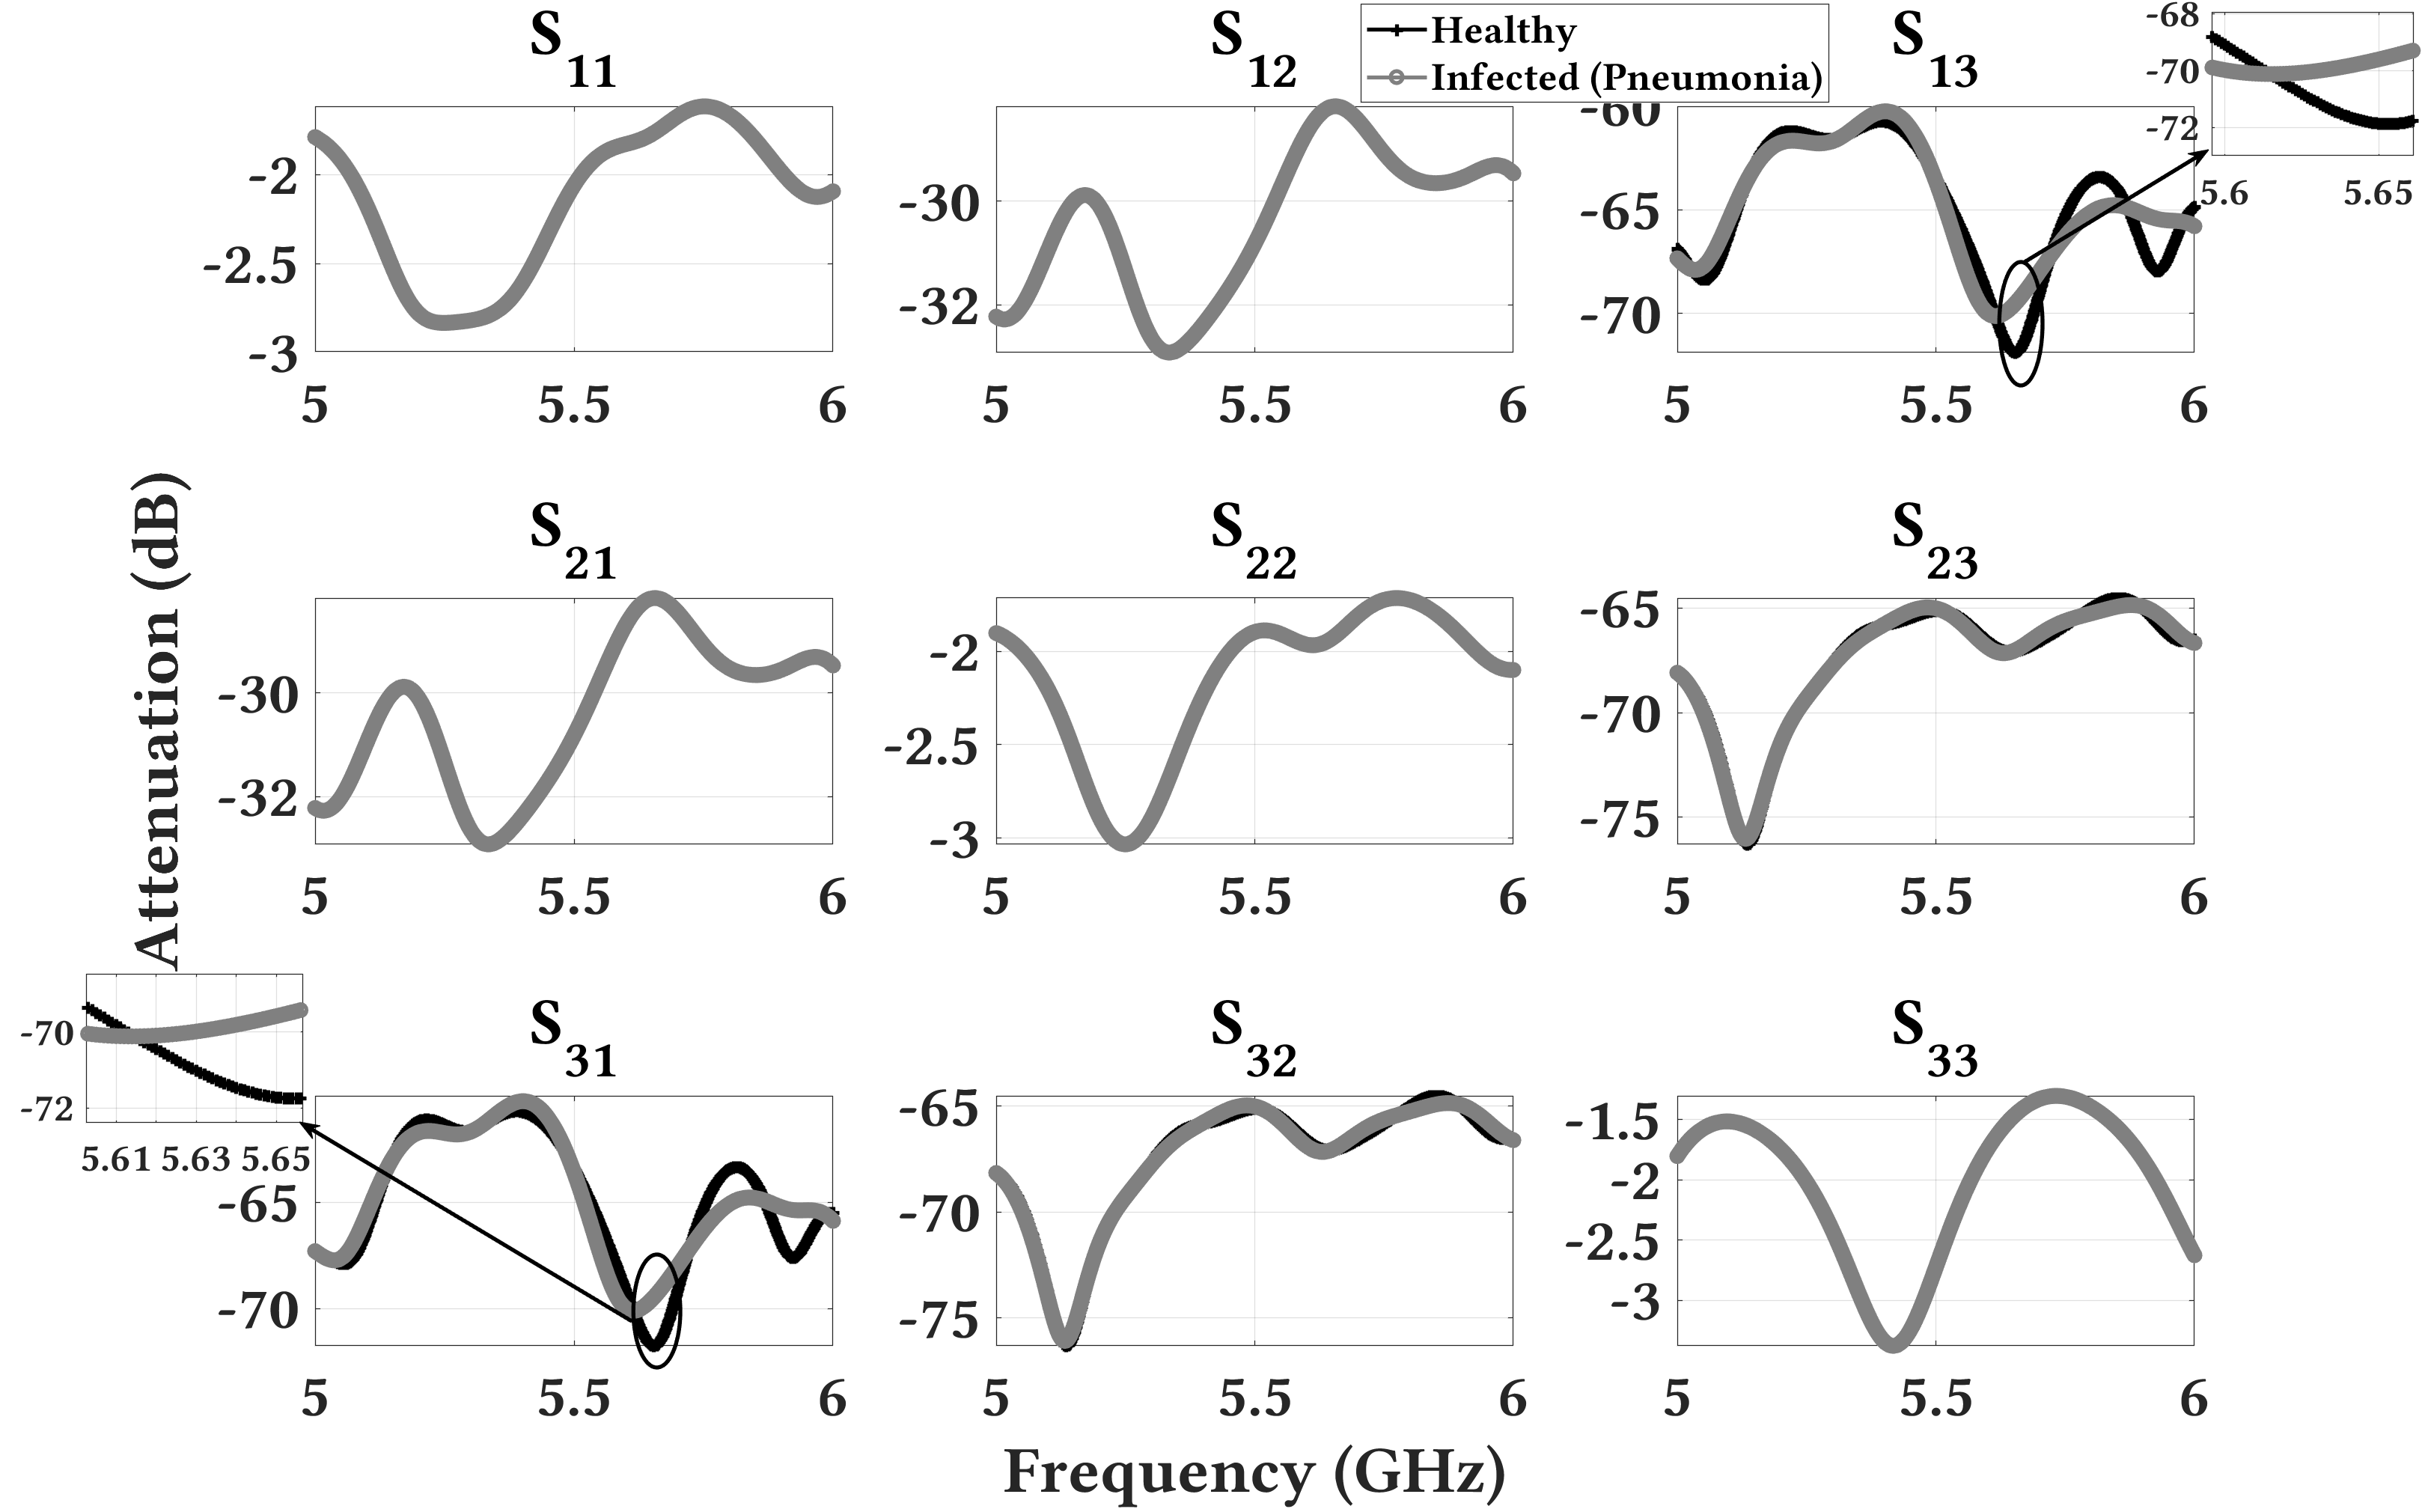 Healthy
Infected (Pneumonia)
S11
-2
-2.5
-3
5 5.5 6
S12
-30
-32
5 5.5 6
S13
-60
-65
-70
5 5.5 6
-68
-70
-72
5.6 5.65
Attenuation (dB)
S21
-30
-32
5 5.5 6
S22
-2
-2.5
-3
5 5.5 6
S23
-65
-70
-75
5 5.5 6
-70
-72
5.61 5.63 5.65
S31
-65
-70
5 5.5 6
S32
-65
-70
-75
5 5.5 6
S33
-1.5
-2
-2.5
-3
5 5.5 6
Frequency (GHz)